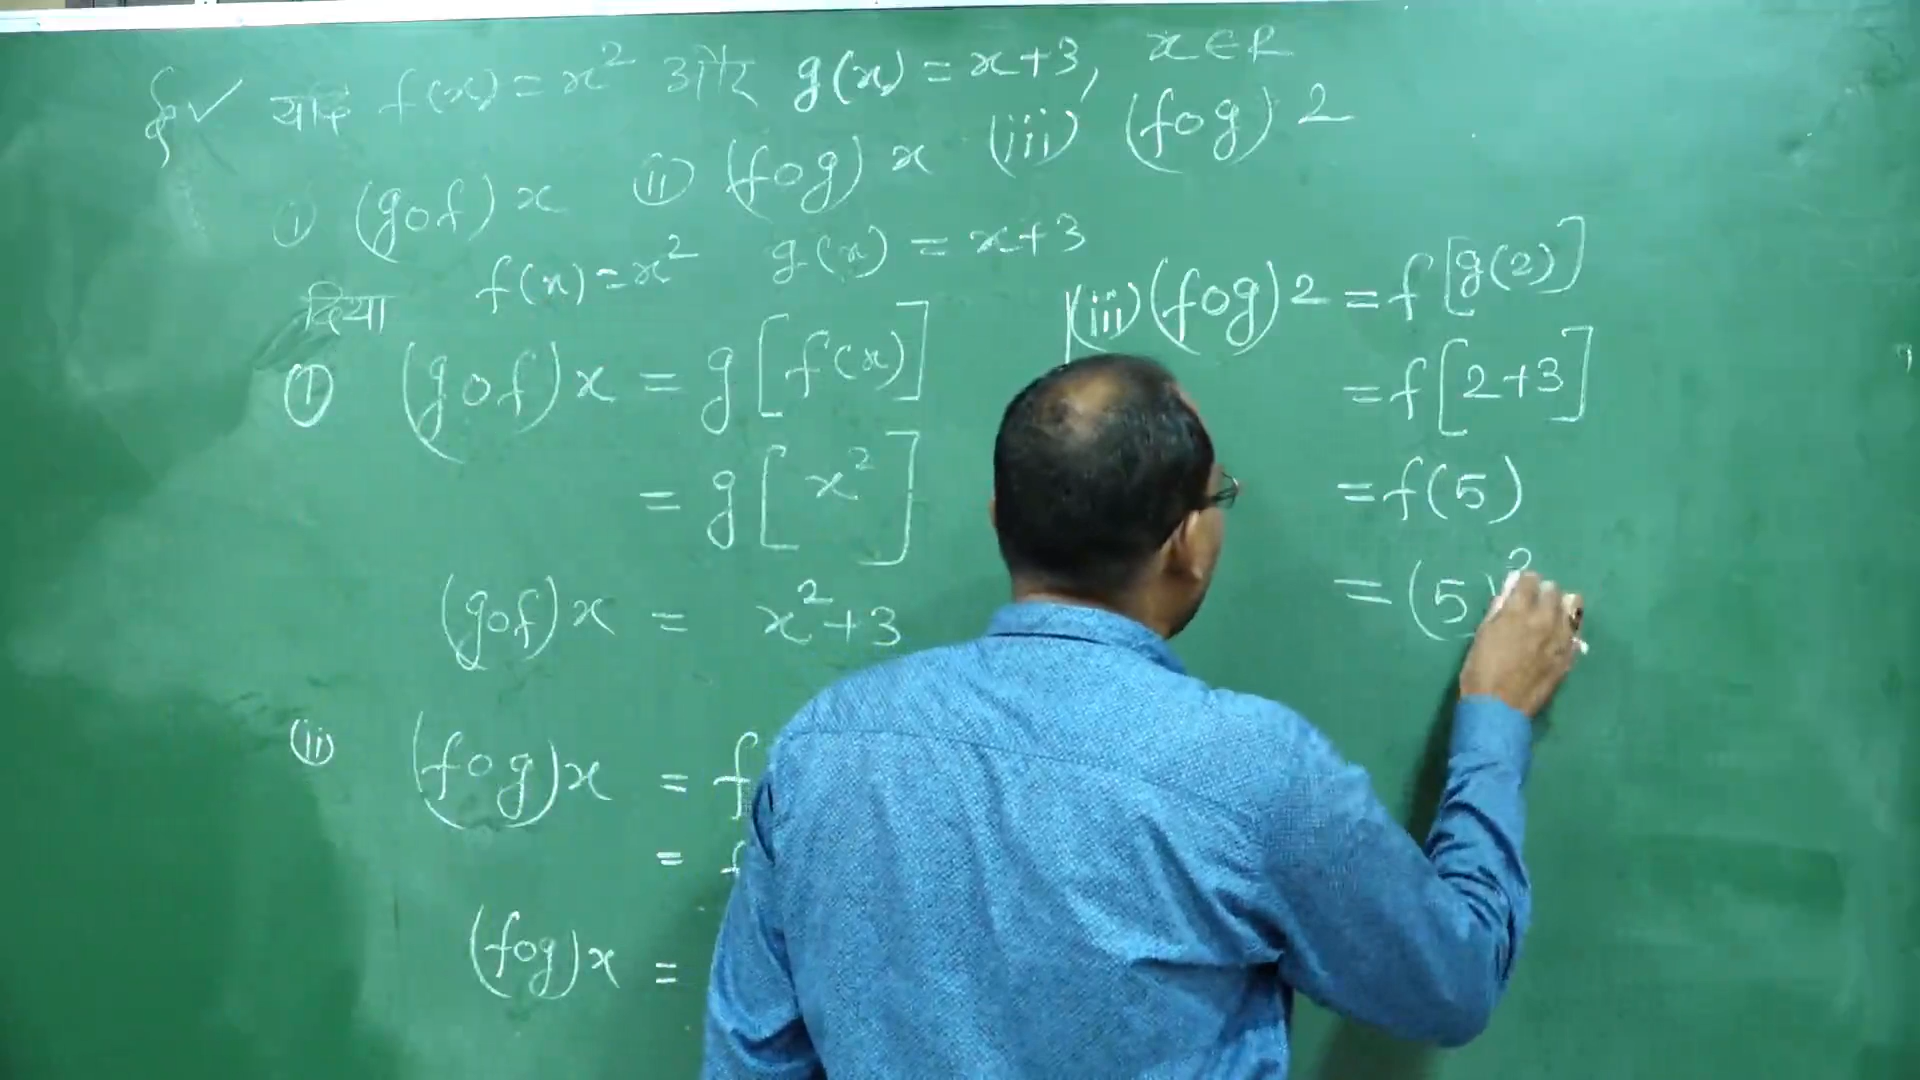 यदि f(x) = x² और g(x) = x+3, x ∈ R
(i) (gof) x (ii) (fog) x (iii) (fog) 2
दिया f(x) = x² g(x) = x+3
(i) (gof) x = g[f(x)]
= g[x²]
(gof) x = x²+3
(ii) (fog) x = f
= f
(fog) x =
(iii) (fog) 2 = f[g(2)]
= f[2+3]
= f(5)
= (5)²